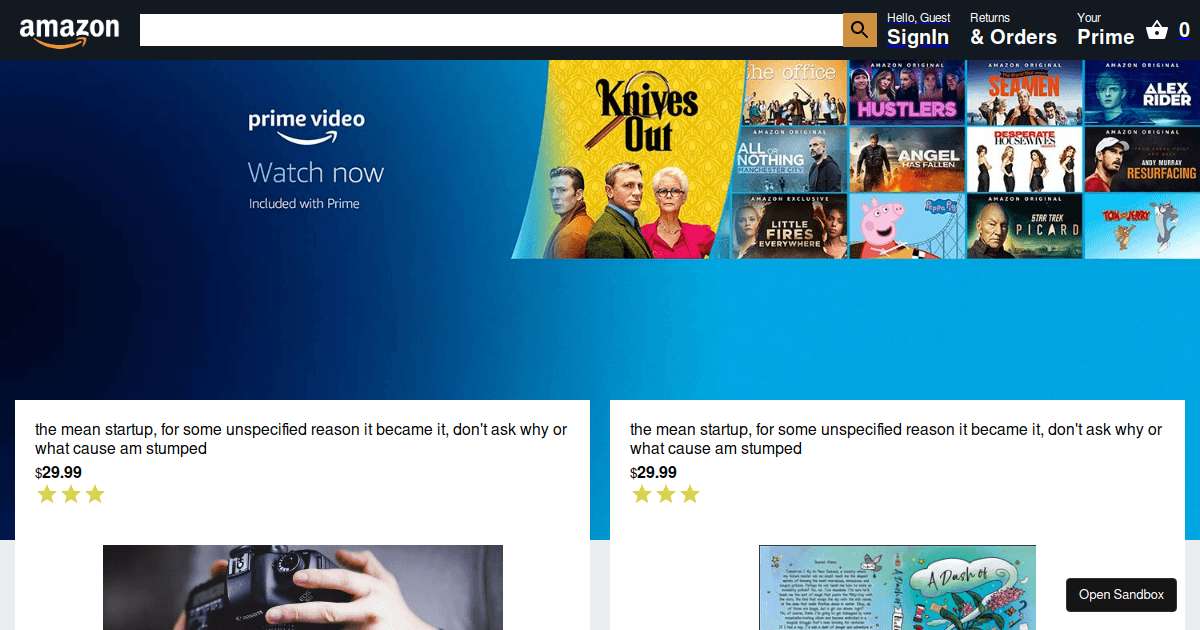 amazon
Hello, Guest
SignIn
Returns
& Orders
Your
Prime
0
prime video
Watch now
Included with Prime
Knives
Out
the office
AMAZON ORIGINAL
HUSTLERS
AMAZON ORIGINAL
SEAMEN
AMAZON ORIGINAL
ALEX
RIDER
AMAZON ORIGINAL
ALL OR
NOTHING
MANCHESTER CITY
ANGEL
HAS FALLEN
DESPERATE
HOUSEWIVES
AMAZON ORIGINAL
ANDY MURRAY
RESURFACING
AMAZON EXCLUSIVE
LITTLE
FIRES
EVERYWHERE
Peppa Pig
AMAZON ORIGINAL
STAR TREK
PICARD
TOM and JERRY
the mean startup, for some unspecified reason it became it, don't ask why or
what cause am stumped
$29.99
the mean startup, for some unspecified reason it became it, don't ask why or
what cause am stumped
$29.99
Canon
A Dash of
Open Sandbox